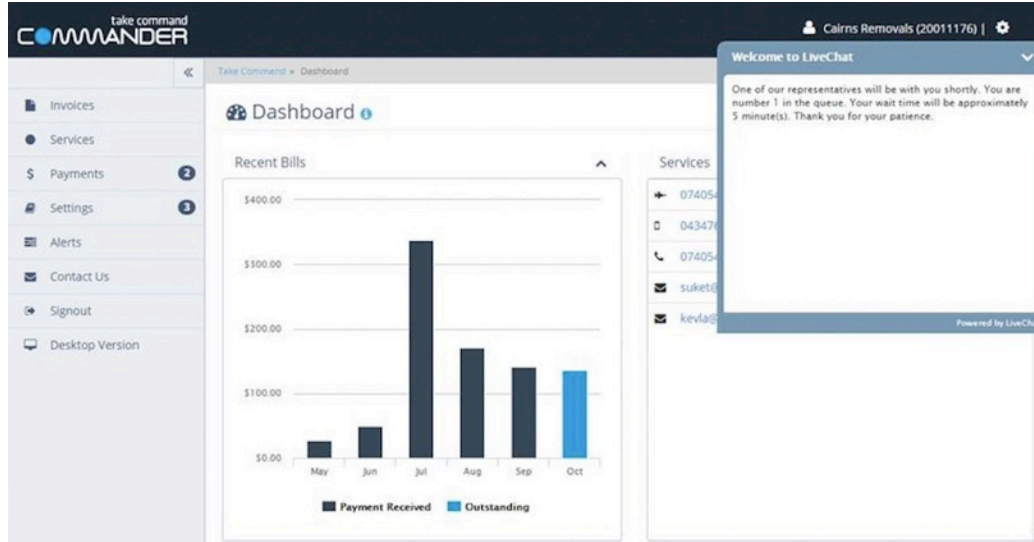 take command
COMMANDER
Cairns Removals (20011176) |
Take Command » Dashboard
Invoices
Services
Payments 2
Settings 3
Alerts
Contact Us
Signout
Desktop Version
Dashboard
Recent Bills
$400.00
$300.00
$200.00
$100.00
$0.00
May Jun Jul Aug Sep Oct
Payment Received Outstanding
Services
07405
04347
07405
suket@
kevla@
Welcome to LiveChat
One of our representatives will be with you shortly. You are
number 1 in the queue. Your wait time will be approximately
5 minute(s). Thank you for your patience.
Powered by LiveCh